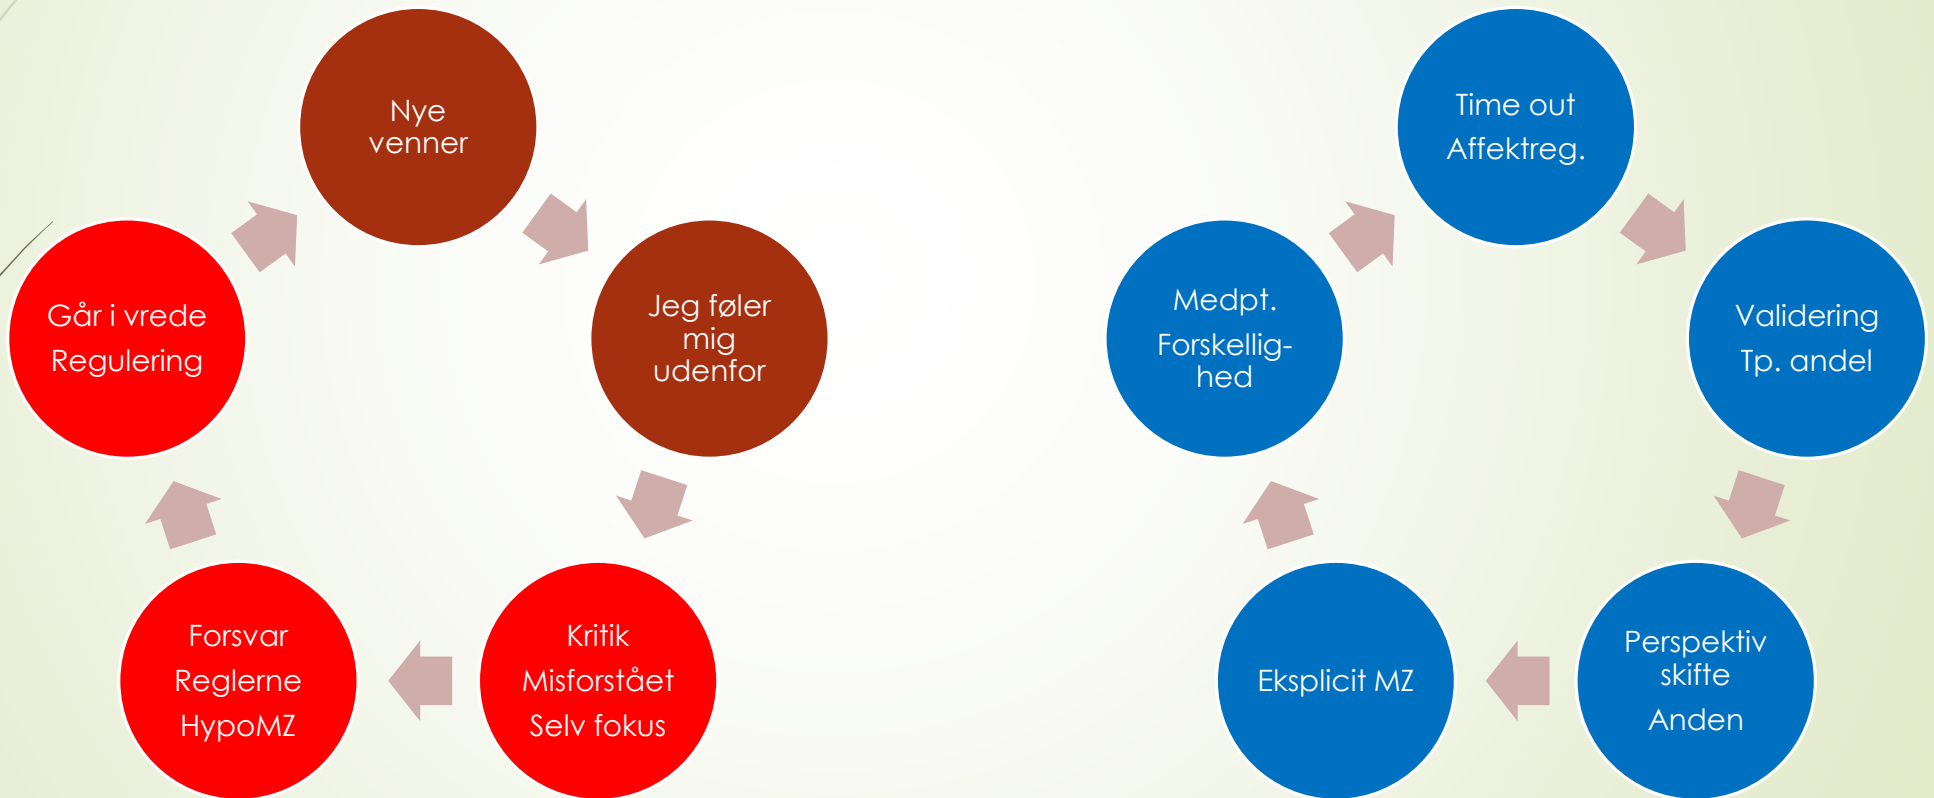 Nye
venner
Jeg føler
mig
udenfor
Kritik
Misforstået
Selv fokus
Forsvar
Reglerne
HypoMZ
Går i vrede
Regulering
Time out
Affektreg.
Validering
Tp. andel
Perspektiv
skifte
Anden
Eksplicit MZ
Medpt.
Forskellig-
hed